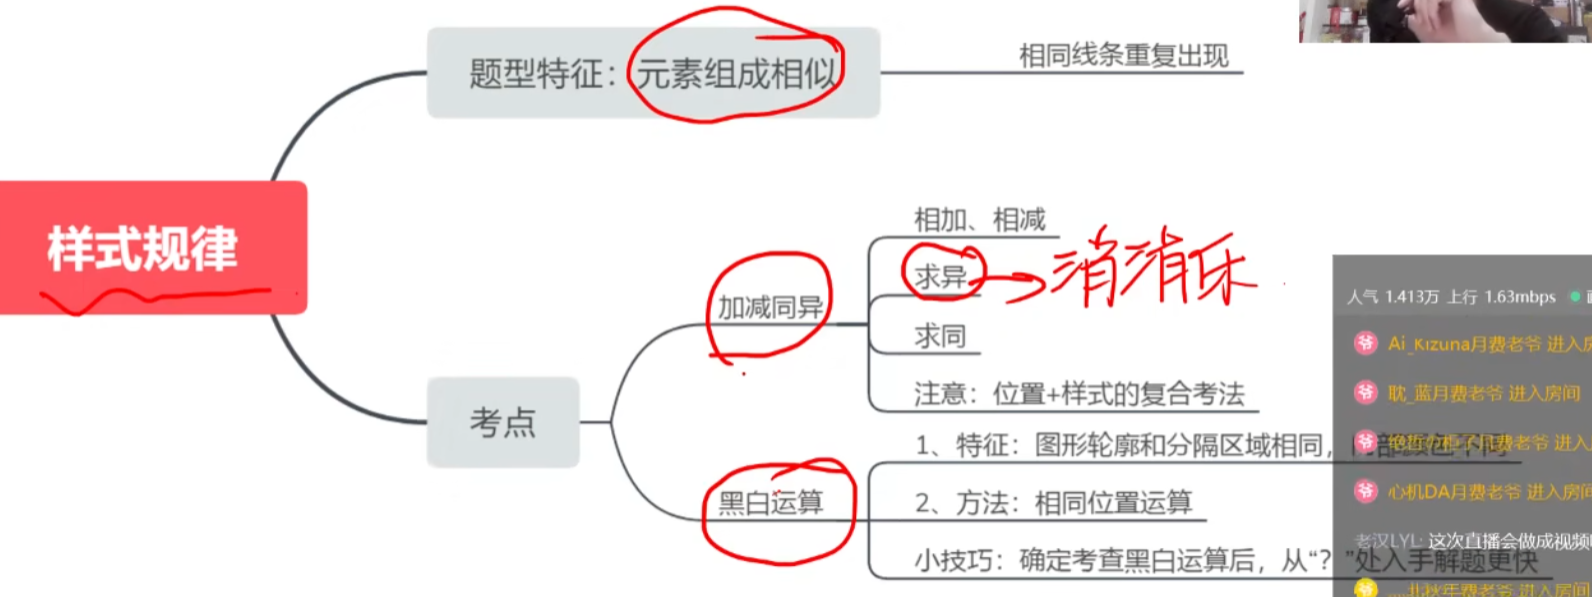 题型特征：元素组成相似
相同线条重复出现
样式规律
考点
加减同异
相加、相减
求异
消消乐
求同
注意：位置+样式的复合考法
黑白运算
1、特征：图形轮廓和分隔区域相同，内部颜色不同
2、方法：相同位置运算
小技巧：确定考查黑白运算后，从“？”处入手解题更快
人气 1.413万 上行 1.63mbps
Ai_Kizuna月费老爷 进入房
耽_蓝月费老爷 进入房间
月费老爷 进入
心机DA月费老爷 进入房间
老汉LYL: 这次直播会做成视频
北秋年费老爷 进入房间